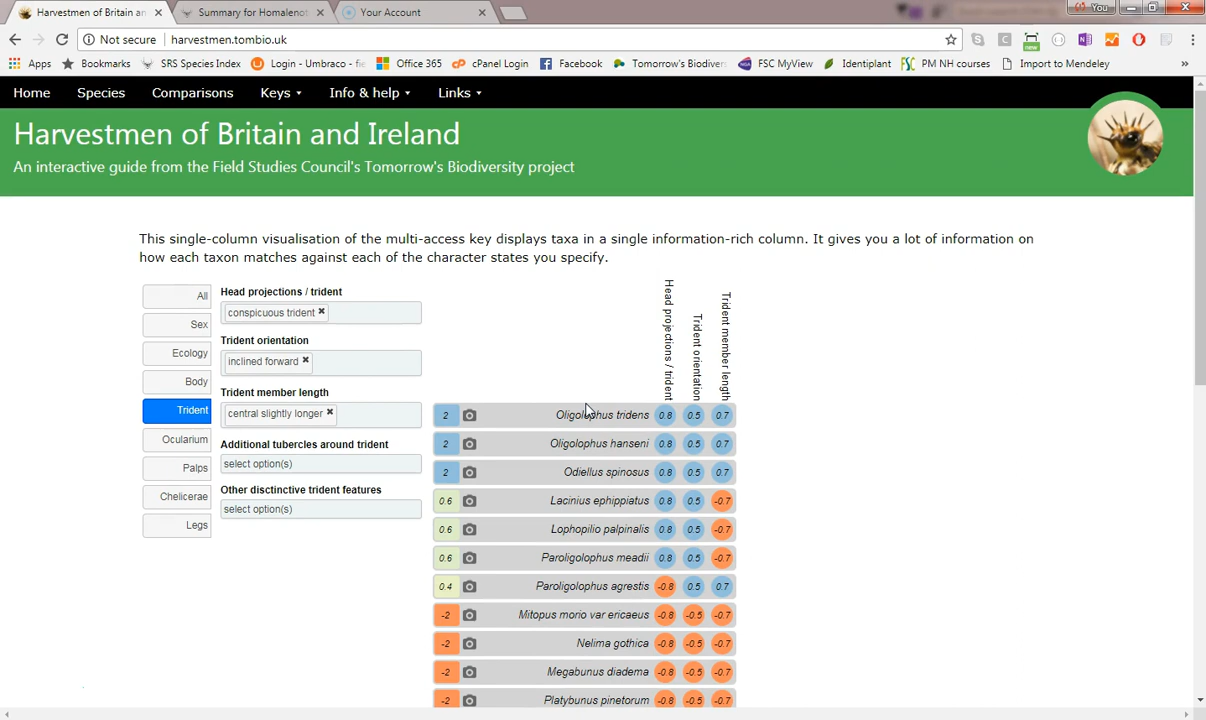 Harvestmen of Britain an
Summary for Homalenot
Your Account
You
Not secure
harvestmen.tombio.uk
new
Apps
Bookmarks
SRS Species Index
Login - Umbraco - fie
Office 365
cPanel Login
Facebook
Tomorrow's Biodivers
FSC MyView
Identiplant
PM NH courses
Import to Mendeley
»
Home
Species
Comparisons
Keys
Info & help
Links
Harvestmen of Britain and Ireland
An interactive guide from the Field Studies Council's Tomorrow's Biodiversity project
This single-column visualisation of the multi-access key displays taxa in a single information-rich column. It gives you a lot of information on
how each taxon matches against each of the character states you specify.
All
Sex
Ecology
Body
Trident
Ocularium
Palps
Chelicerae
Legs
Head projections / trident
conspicuous trident ✖
Trident orientation
inclined forward ✖
Trident member length
central slightly longer ✖
Additional tubercles around trident
select option(s)
Other disctinctive trident features
select option(s)
Head projections / trident
Trident orientation
Trident member length
2 Oligolophus tridens 0.8 0.5 0.7
2 Oligolophus hanseni 0.8 0.5 0.7
2 Odiellus spinosus 0.8 0.5 0.7
0.6 Lacinius ephippiatus 0.8 0.5 -0.7
0.6 Lophopilio palpinalis 0.8 0.5 -0.7
0.6 Paroligolophus meadii 0.8 0.5 -0.7
0.4 Paroligolophus agrestis -0.8 0.5 0.7
-2 Mitopus morio var ericaeus -0.8 -0.5 -0.7
-2 Nelima gothica -0.8 -0.5 -0.7
-2 Megabunus diadema -0.8 -0.5 -0.7
-2 Platybunus pinetorum -0.8 -0.5 -0.7